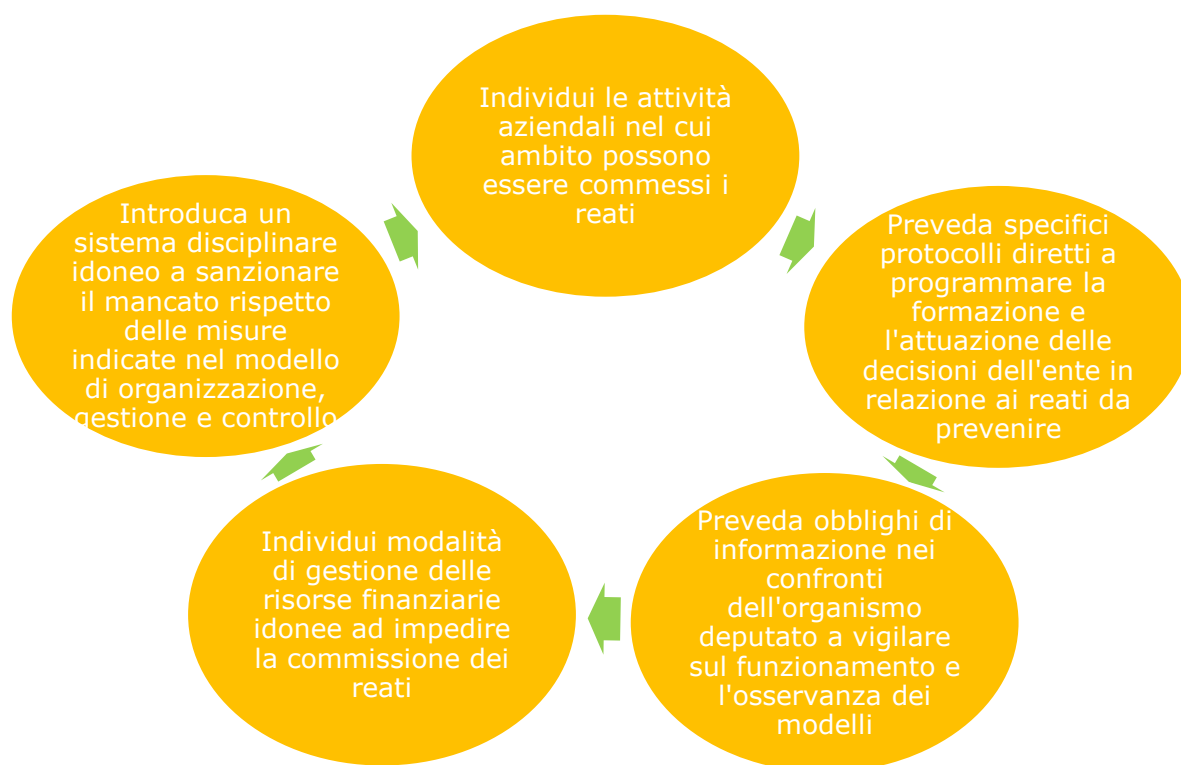 Individui le attività
aziendali nel cui
ambito possono
essere commessi i
reati
Preveda specifici
protocolli diretti a
programmare la
formazione e
l'attuazione delle
decisioni dell'ente in
relazione ai reati da
prevenire
Preveda obblighi di
informazione nei
confronti
dell'organismo
deputato a vigilare
sul funzionamento e
l'osservanza dei
modelli
Individui modalità
di gestione delle
risorse finanziarie
idonee ad impedire
la commissione dei
reati
Introduca un
sistema disciplinare
idoneo a sanzionare
il mancato rispetto
delle misure
indicate nel modello
di organizzazione,
gestione e controllo